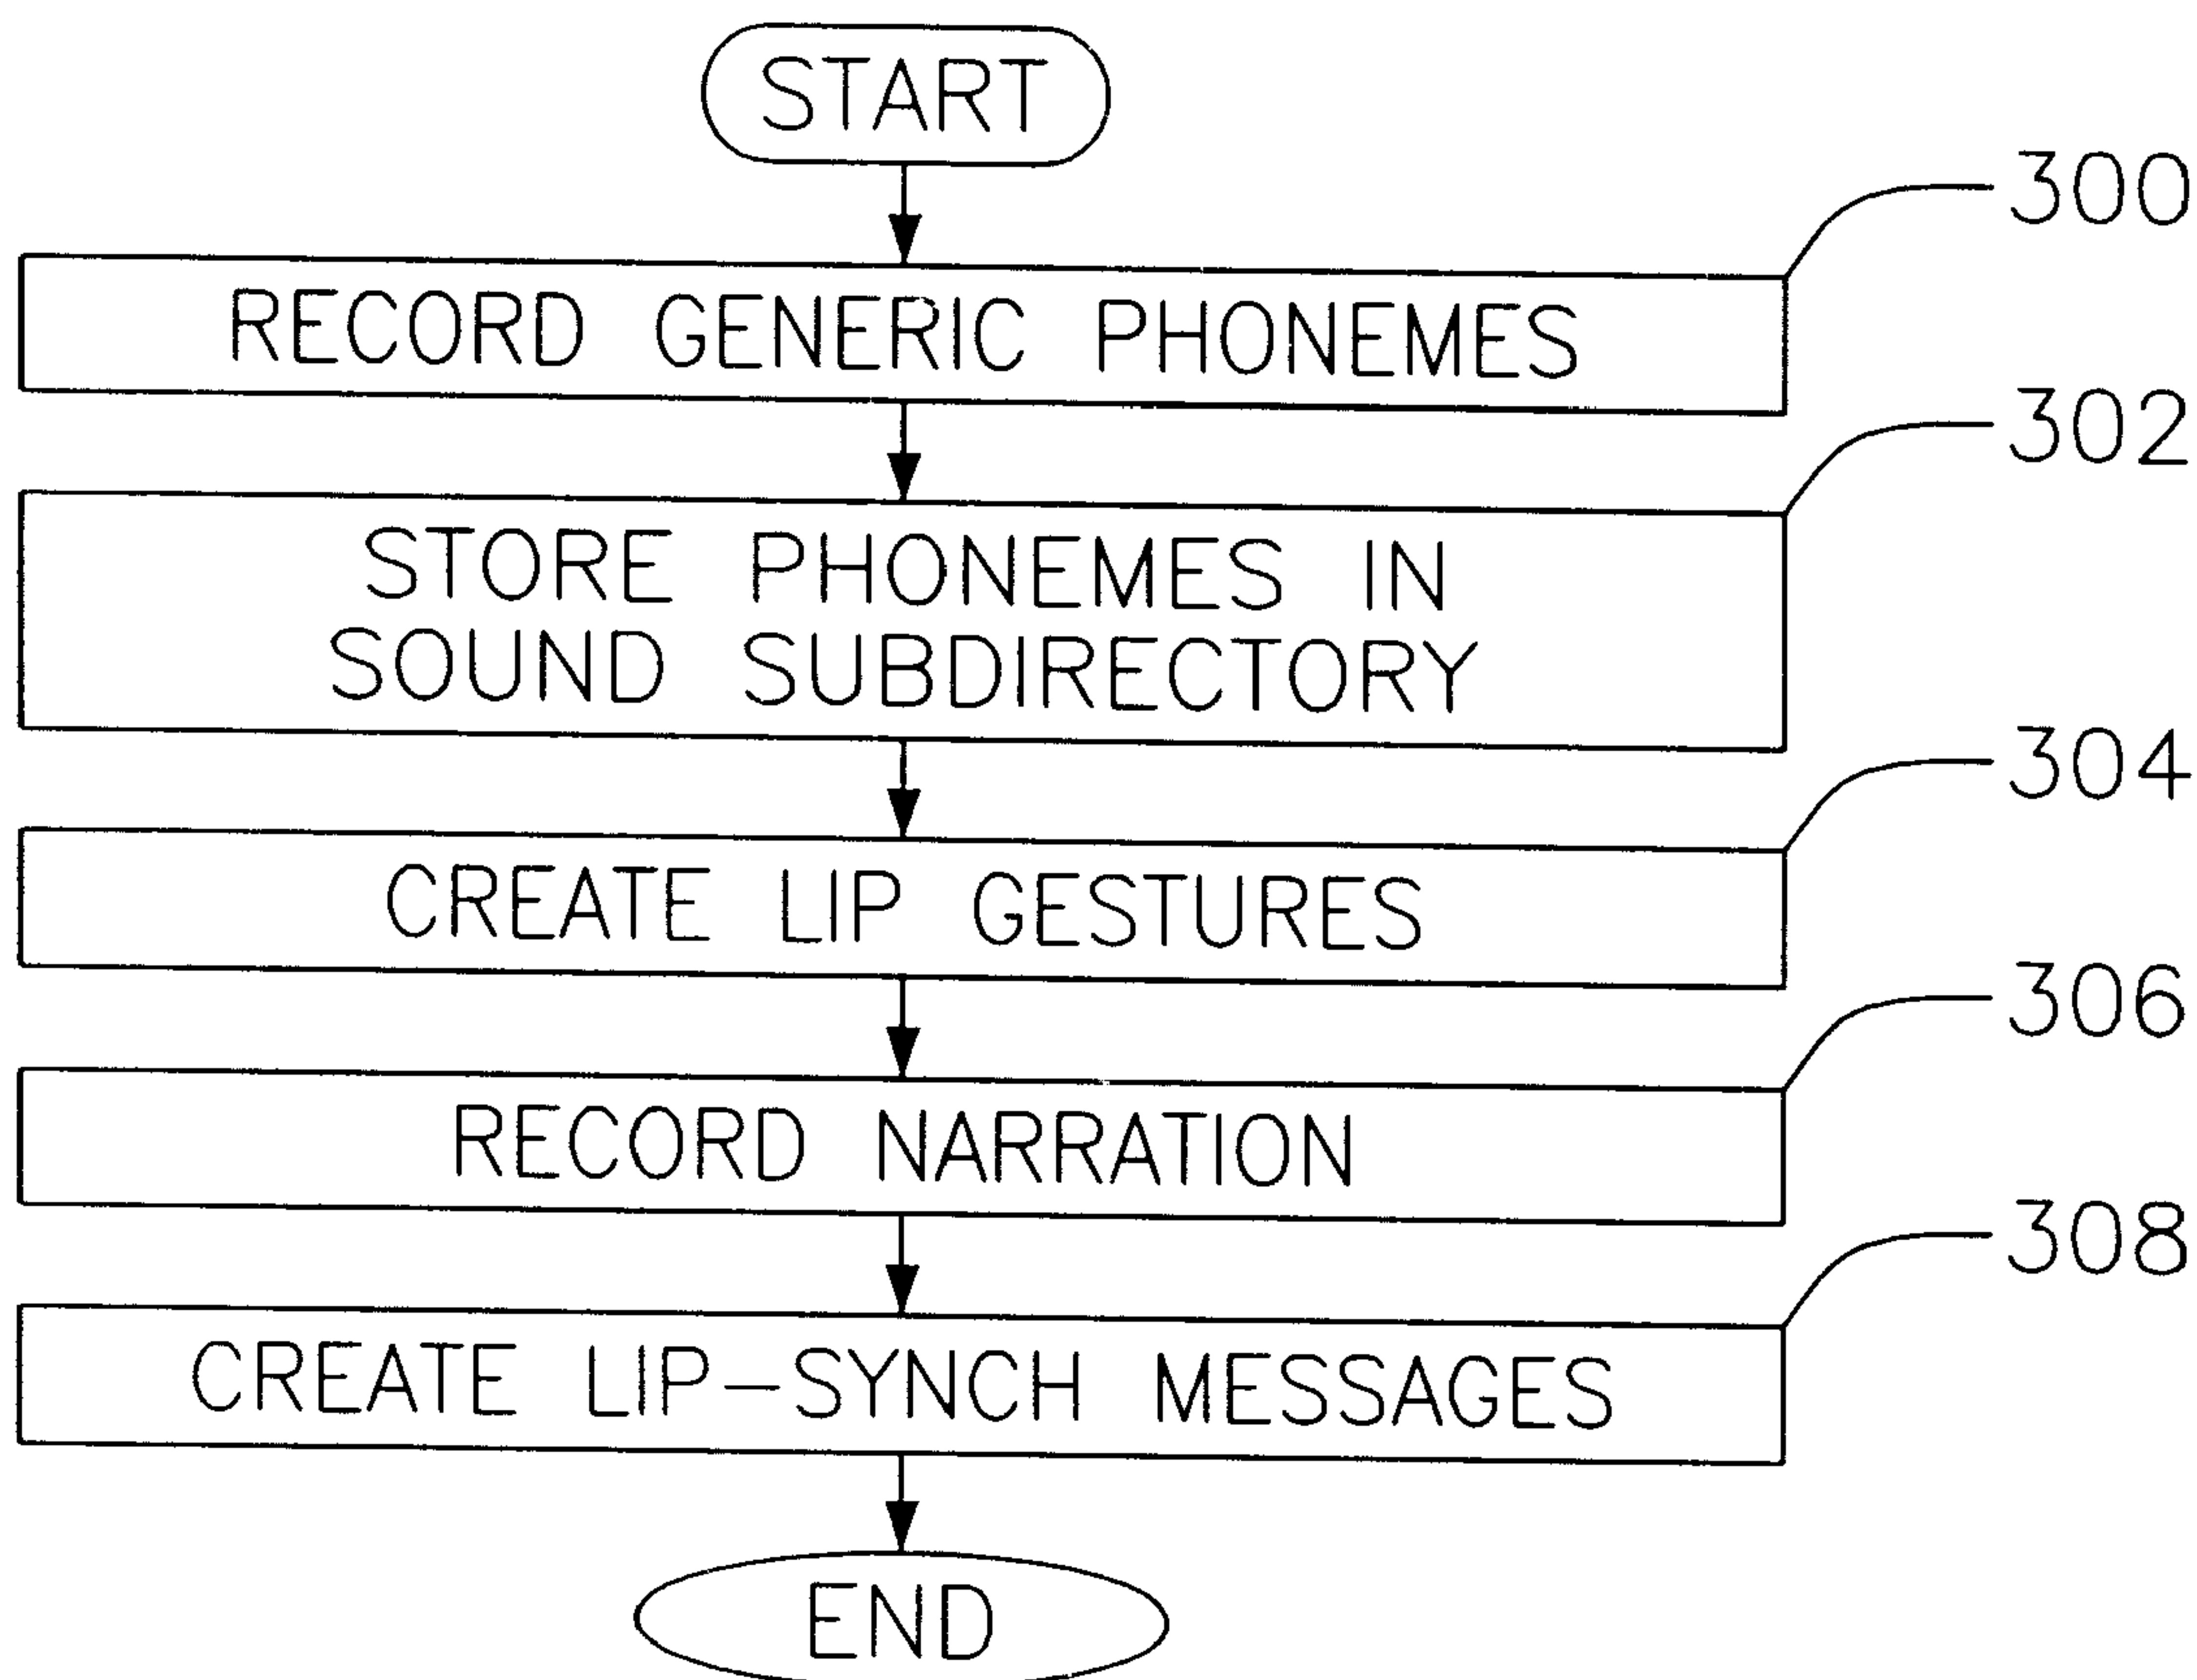 START
300
RECORD GENERIC PHONEMES
302
STORE PHONEMES IN
SOUND SUBDIRECTORY
304
CREATE LIP GESTURES
306
RECORD NARRATION
308
CREATE LIP-SYNCH MESSAGES
END